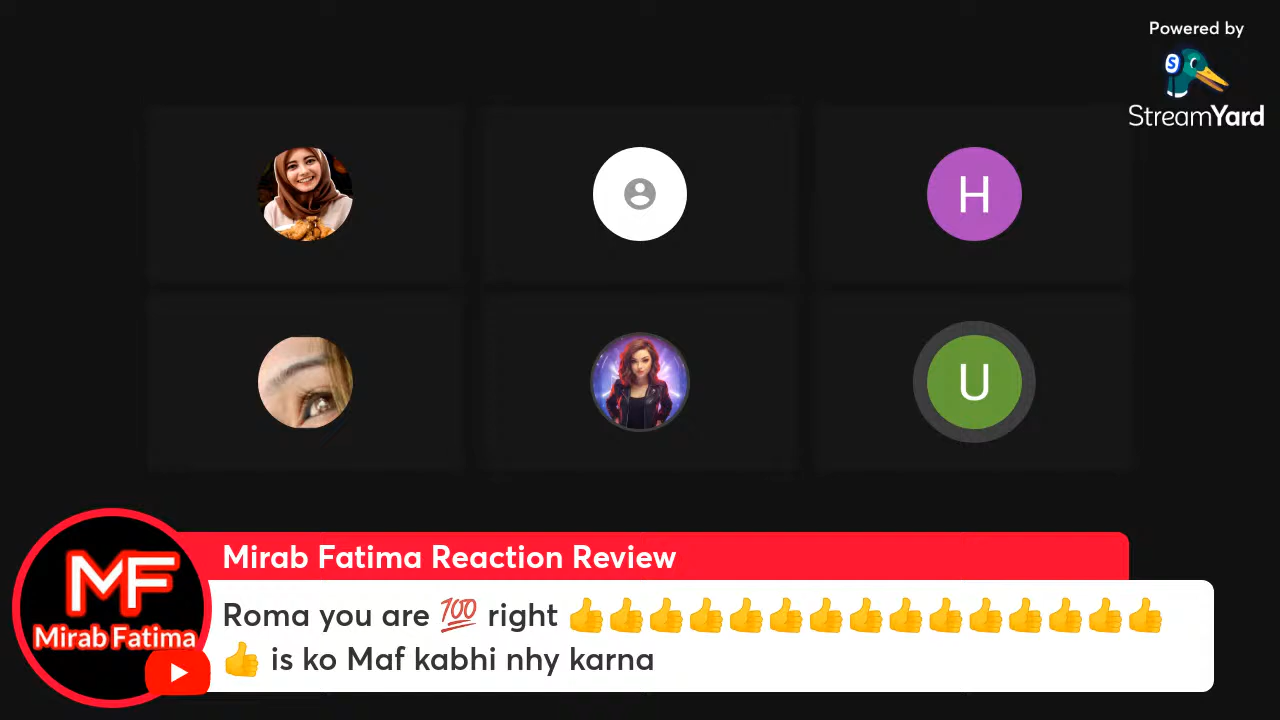 Powered by
S
StreamYard
H
U
MF
Mirab Fatima
Mirab Fatima Reaction Review
Roma you are 💯 right 👍👍👍👍👍👍👍👍👍👍👍👍👍👍👍
👍 is ko Maf kabhi nhy karna